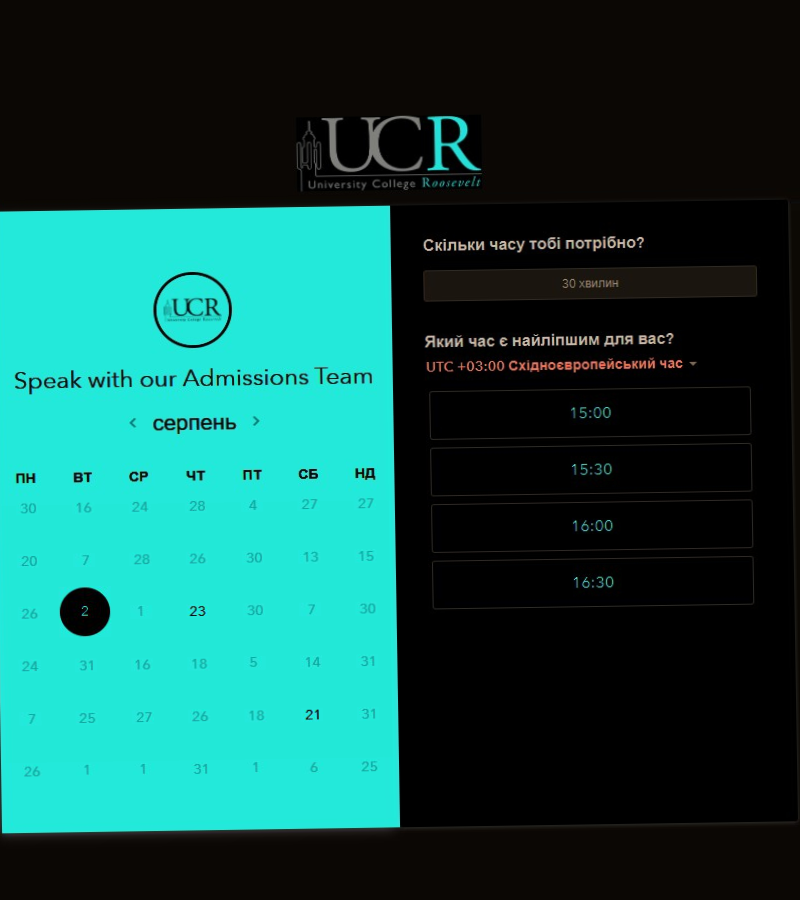 UCR
University College Roosevelt
UCR
University College Roosevelt
Speak with our Admissions Team
серпень
ПН ВТ СР ЧТ ПТ СБ НД
30 16 24 28 4 27 27
20 7 28 26 30 13 15
26 2 1 23 30 7 30
24 31 16 18 5 14 31
7 25 27 26 18 21 31
26 1 1 31 1 6 25
Скільки часу тобі потрібно?
30 хвилин
Який час є найліпшим для вас?
UTC +03:00 Східноєвропейський час
15:00
15:30
16:00
16:30